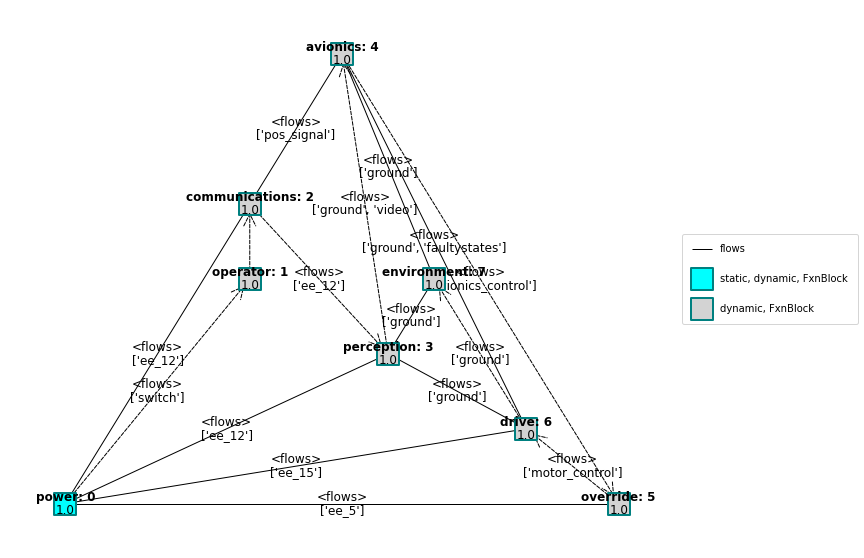 avionics: 4
1.0
<flows>
['pos_signal']
<flows>
['ground']
communications: 2
1.0
<flows>
['ground', 'video']
<flows>
['ground', 'faultystates']
operator: 1
1.0
<flows>
['ee_12']
environment: 7
1.0
<flows>
ionics_control']
<flows>
['ground']
perception: 3
1.0
<flows>
['ee_12']
<flows>
['ground']
<flows>
['switch']
<flows>
['ground']
<flows>
['ee_12']
drive: 6
1.0
<flows>
['ee_15']
<flows>
['motor_control']
power: 0
1.0
<flows>
['ee_5']
override: 5
1.0
flows
static, dynamic, FxnBlock
dynamic, FxnBlock